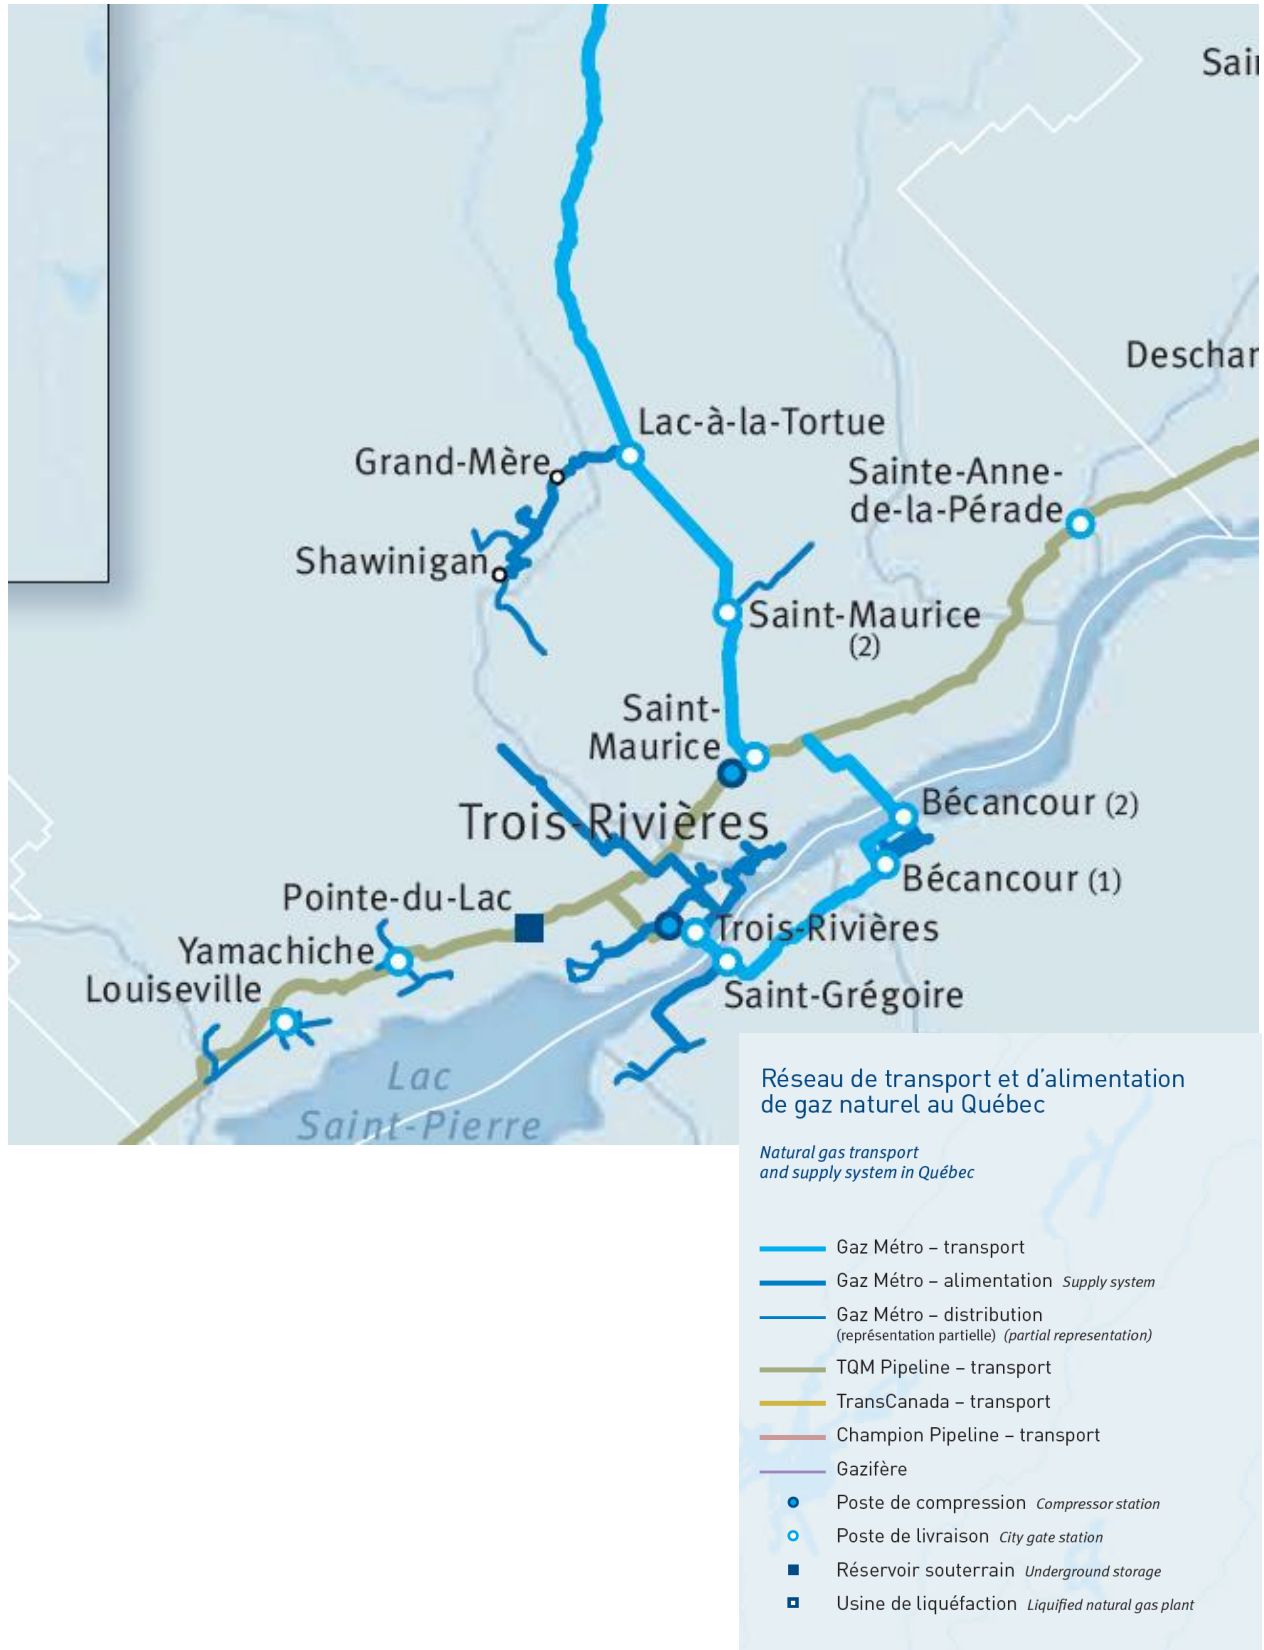 Sai
Deschar
Lac-à-la-Tortue
Grand-Mère
Sainte-Anne-
de-la-Pérade
Shawinigan
Saint-Maurice
(2)
Saint-
Maurice
Bécancour (2)
Trois-Rivières
Bécancour (1)
Pointe-du-Lac
Trois-Rivières
Yamachiche
Louiseville
Saint-Grégoire
Lac
Saint-Pierre
Réseau de transport et d'alimentation
de gaz naturel au Québec
Natural gas transport
and supply system in Québec
Gaz Métro – transport
Gaz Métro – alimentation Supply system
Gaz Métro – distribution
(représentation partielle) (partial representation)
TQM Pipeline – transport
TransCanada – transport
Champion Pipeline – transport
Gazifère
Poste de compression Compressor station
Poste de livraison City gate station
Réservoir souterrain Underground storage
Usine de liquéfaction Liquified natural gas plant